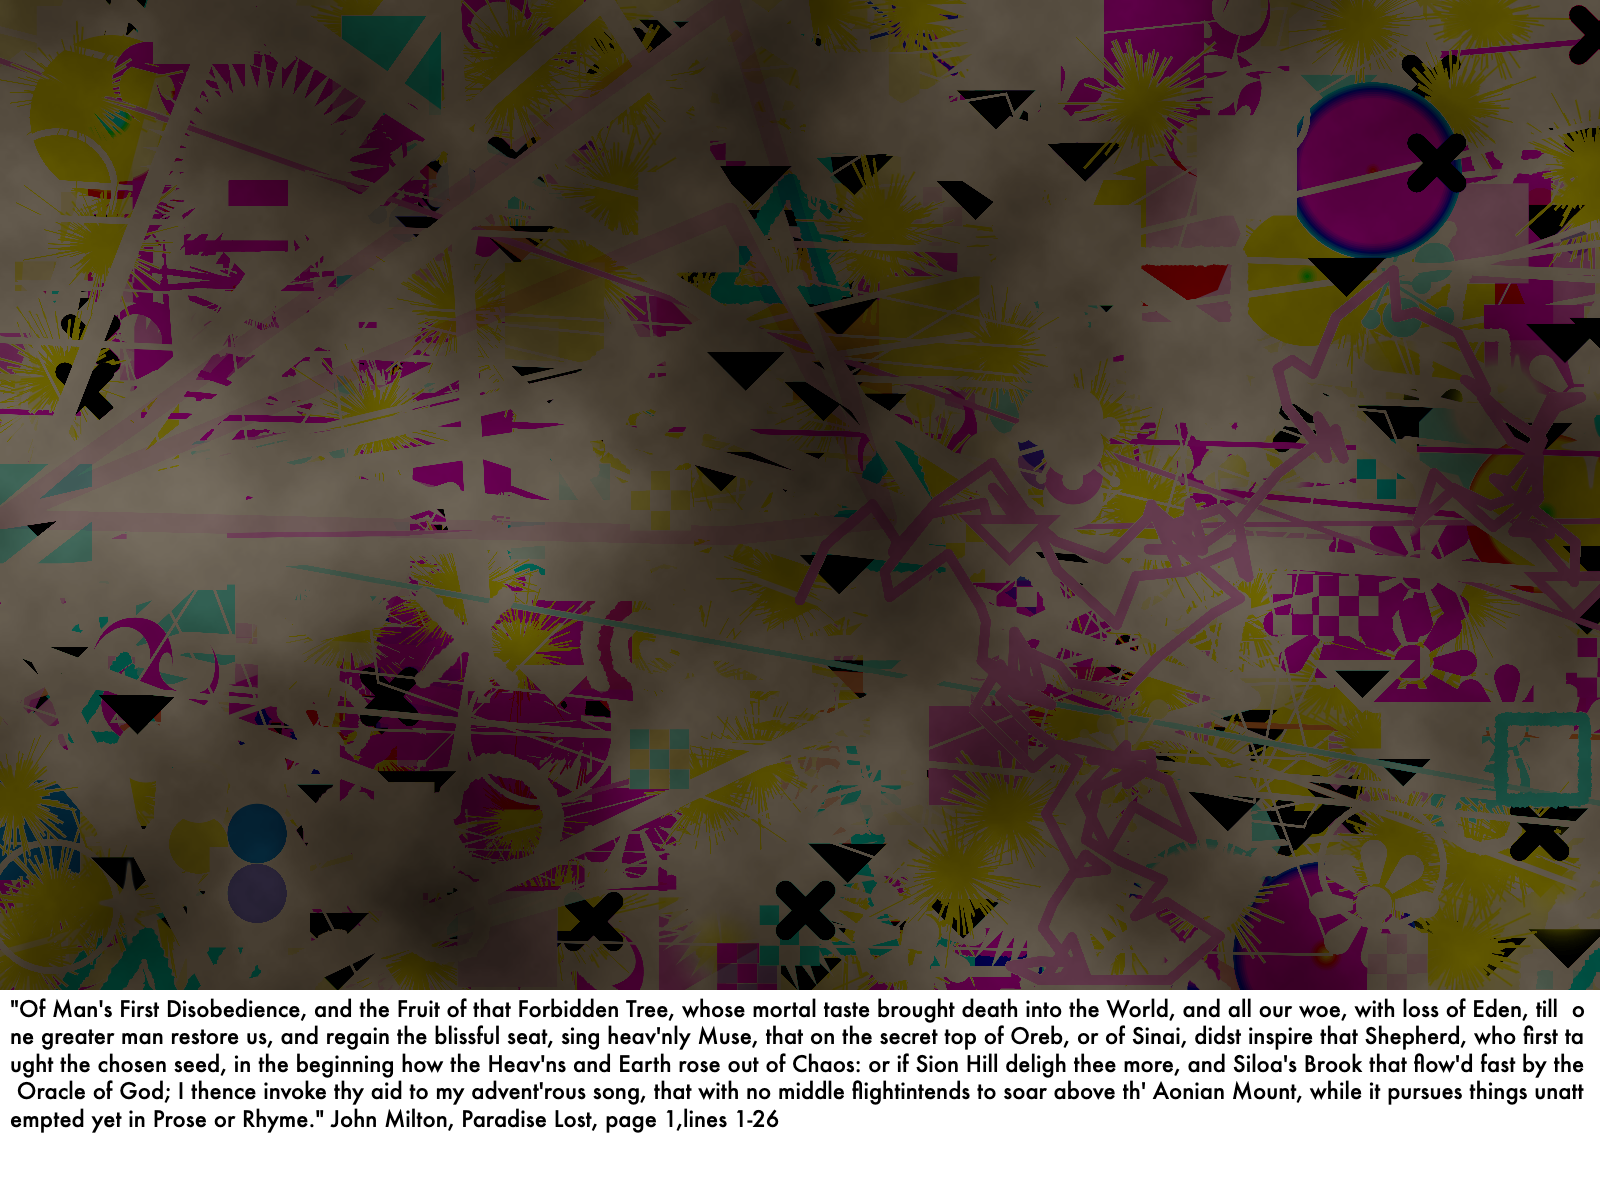 "Of Man's First Disobedience, and the Fruit of that Forbidden Tree, whose mortal taste brought death into the World, and all our woe, with loss of Eden, till  o
ne greater man restore us, and regain the blissful seat, sing heav'nly Muse, that on the secret top of Oreb, or of Sinai, didst inspire that Shepherd, who first ta
ught the chosen seed, in the beginning how the Heav'ns and Earth rose out of Chaos: or if Sion Hill deligh thee more, and Siloa's Brook that flow'd fast by the
 Oracle of God; I thence invoke thy aid to my advent'rous song, that with no middle flightintends to soar above th' Aonian Mount, while it pursues things unatt
empted yet in Prose or Rhyme." John Milton, Paradise Lost, page 1,lines 1-26